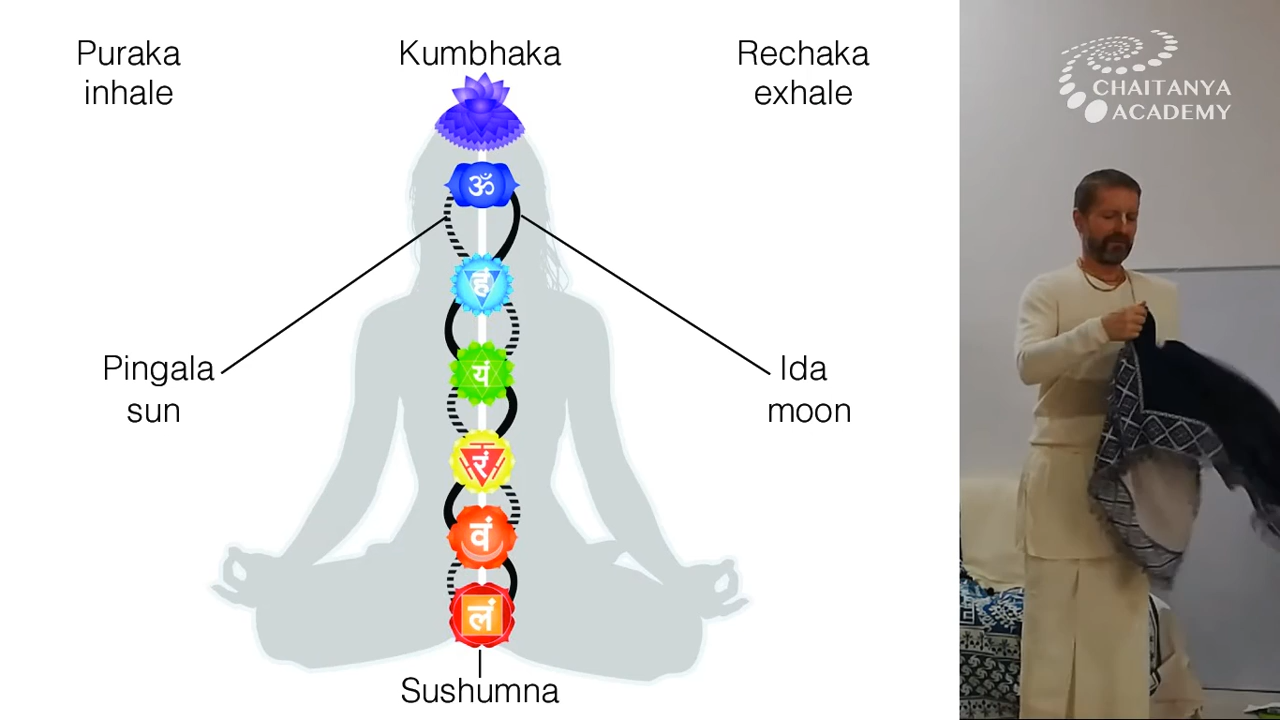 Puraka
inhale
Kumbhaka
Rechaka
exhale
CHAITANYA
ACADEMY
ॐ
हं
Pingala
sun
Ida
moon
यं
रं
वं
लं
Sushumna